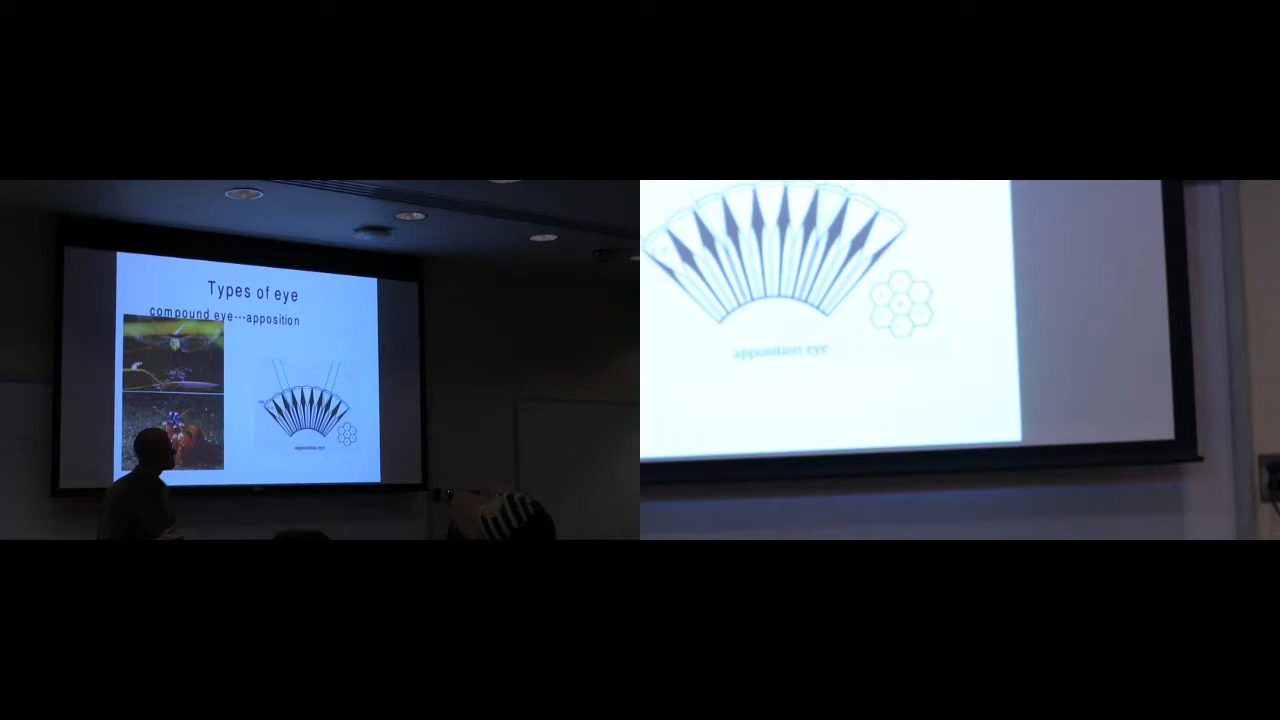 Types of eye
compound eye---apposition
apposition eye
apposition eye